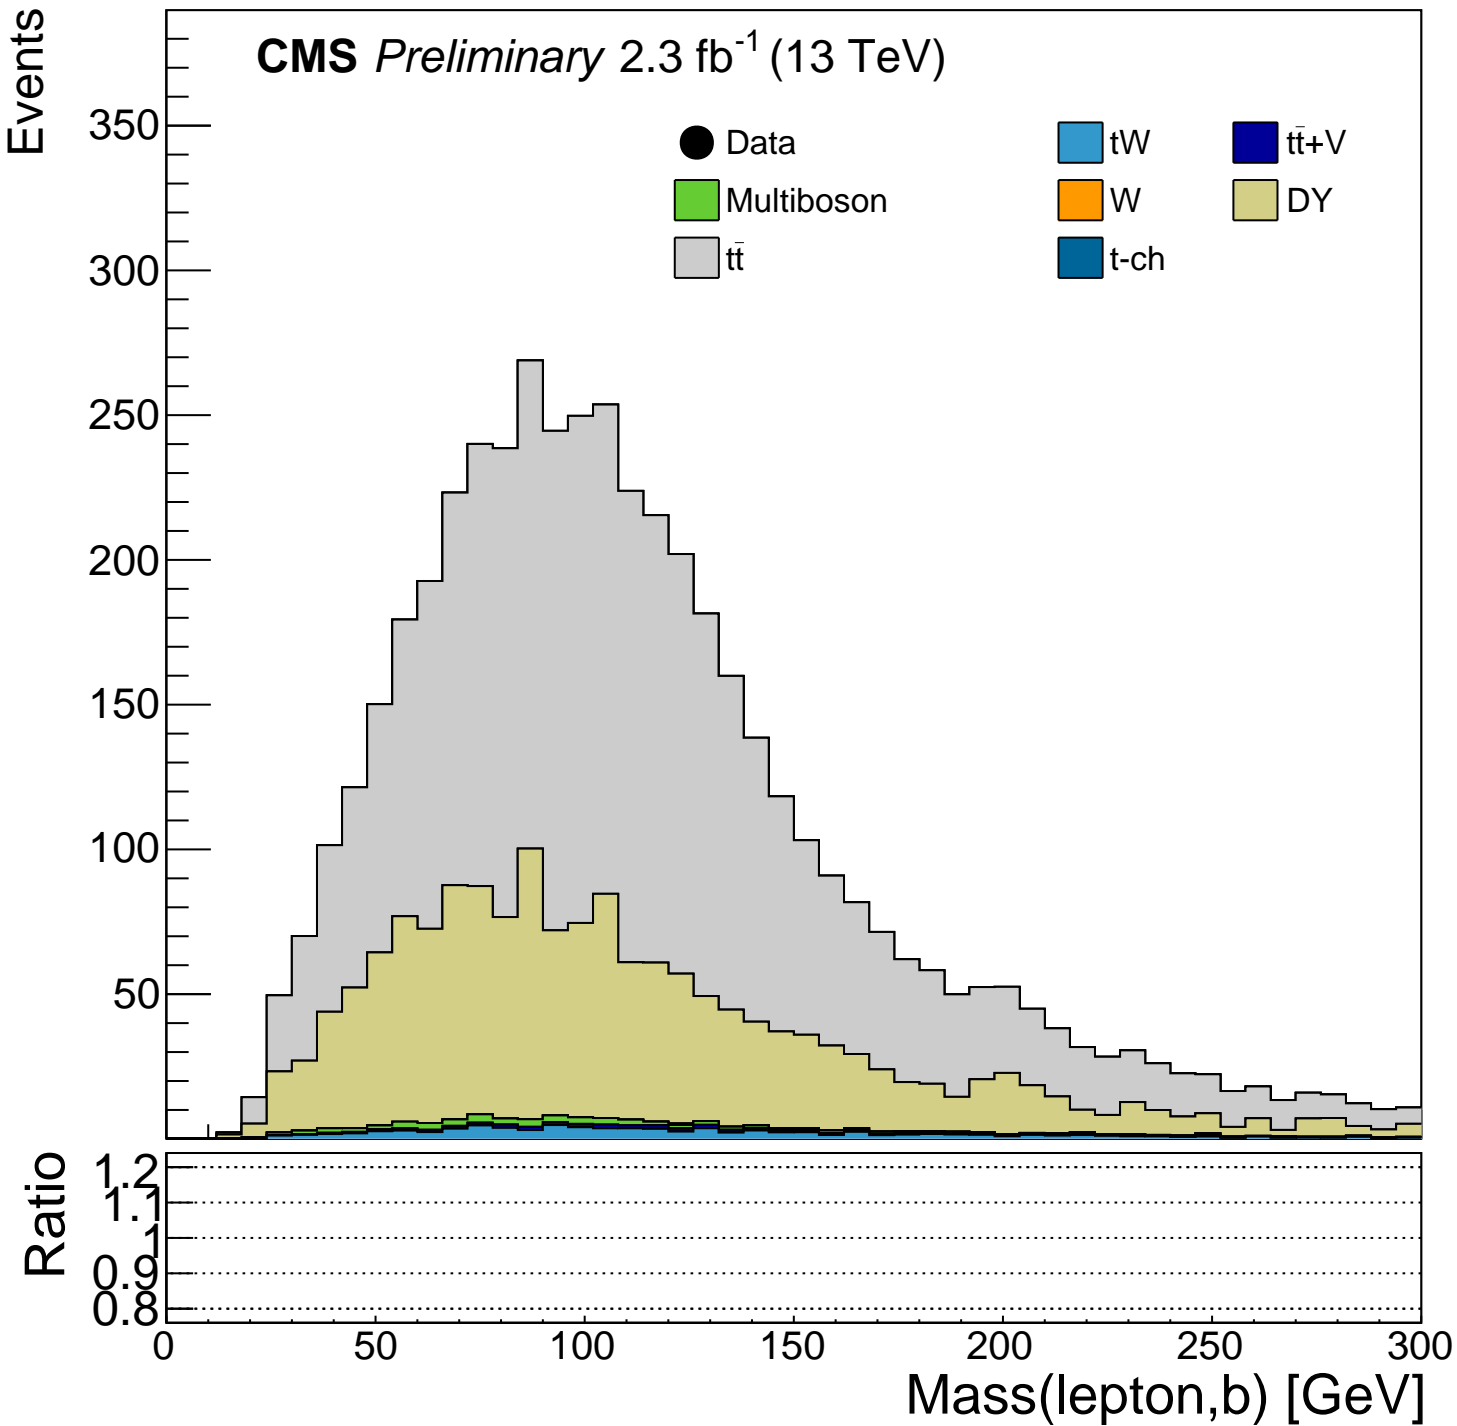 CMS Preliminary 2.3 fb⁻¹ (13 TeV)
Events
Data
tW
tt̄+V
Multiboson
W
DY
tt̄
t-ch
350
300
250
200
150
100
50
Ratio
1.2
1.1
1
0.9
0.8
0 50 100 150 200 250 300
Mass(lepton,b) [GeV]